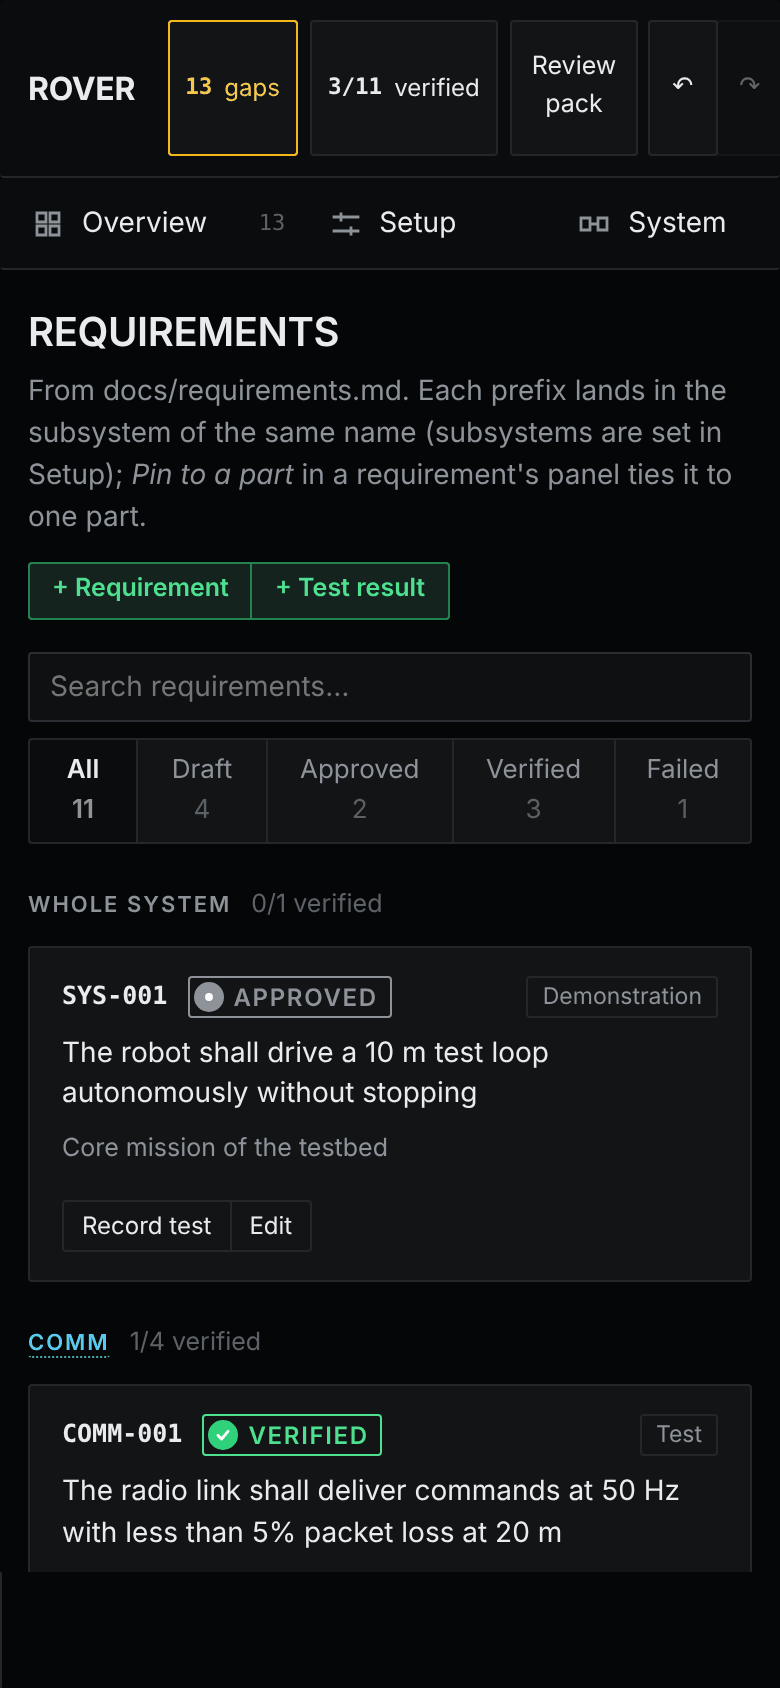 ROVER
13 gaps
3/11 verified
Review
pack
Overview 13
Setup
System
REQUIREMENTS
From docs/requirements.md. Each prefix lands in the
subsystem of the same name (subsystems are set in
Setup); Pin to a part in a requirement's panel ties it to
one part.
+ Requirement
+ Test result
Search requirements...
All
11
Draft
4
Approved
2
Verified
3
Failed
1
WHOLE SYSTEM 0/1 verified
SYS-001 APPROVED Demonstration
The robot shall drive a 10 m test loop
autonomously without stopping
Core mission of the testbed
Record test
Edit
COMM 1/4 verified
COMM-001 VERIFIED Test
The radio link shall deliver commands at 50 Hz
with less than 5% packet loss at 20 m